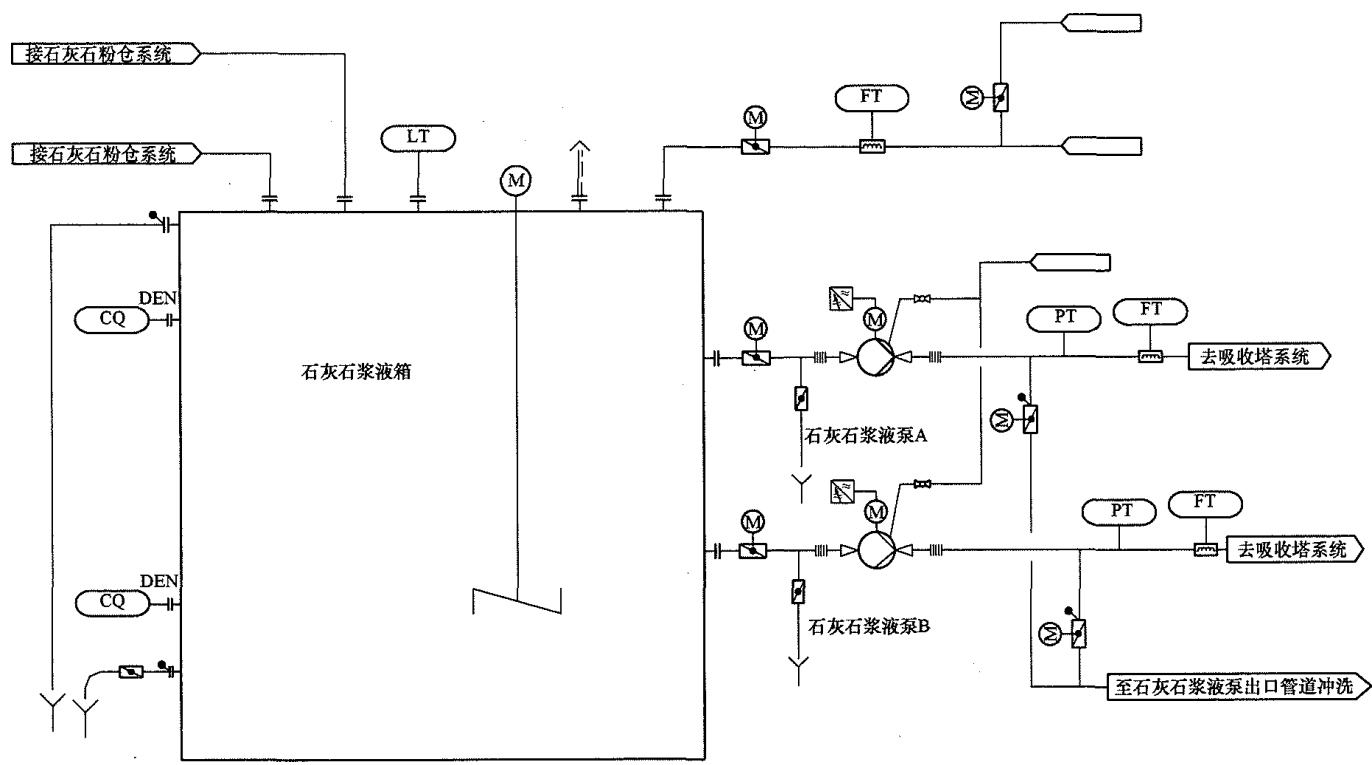 接石灰石粉仓系统
FT
M
M
LT
接石灰石粉仓系统
M
DEN
CQ
M
M
PT
FT
石灰石浆液箱
去吸收塔系统
M
石灰石浆液泵A
M
M
PT
FT
去吸收塔系统
DEN
CQ
石灰石浆液泵B
M
至石灰石浆液泵出口管道冲洗